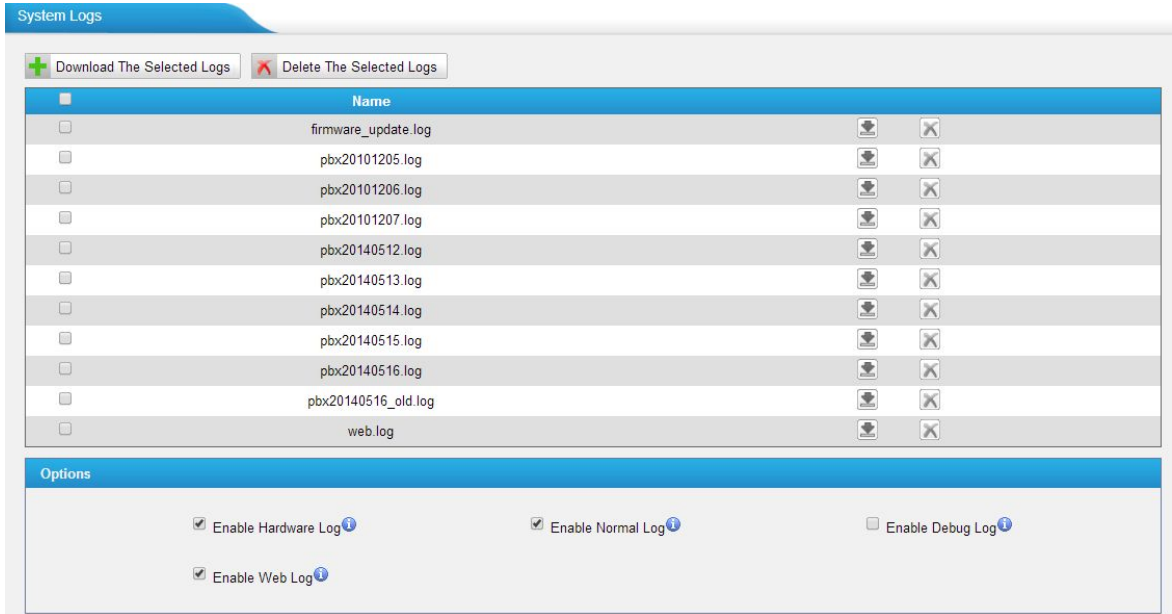 System Logs
Download The Selected Logs Delete The Selected Logs
Name
firmware_update.log
pbx20101205.log
pbx20101206.log
pbx20101207.log
pbx20140512.log
pbx20140513.log
pbx20140514.log
pbx20140515.log
pbx20140516.log
pbx20140516_old.log
web.log
Options
Enable Hardware Log Enable Normal Log Enable Debug Log
Enable Web Log